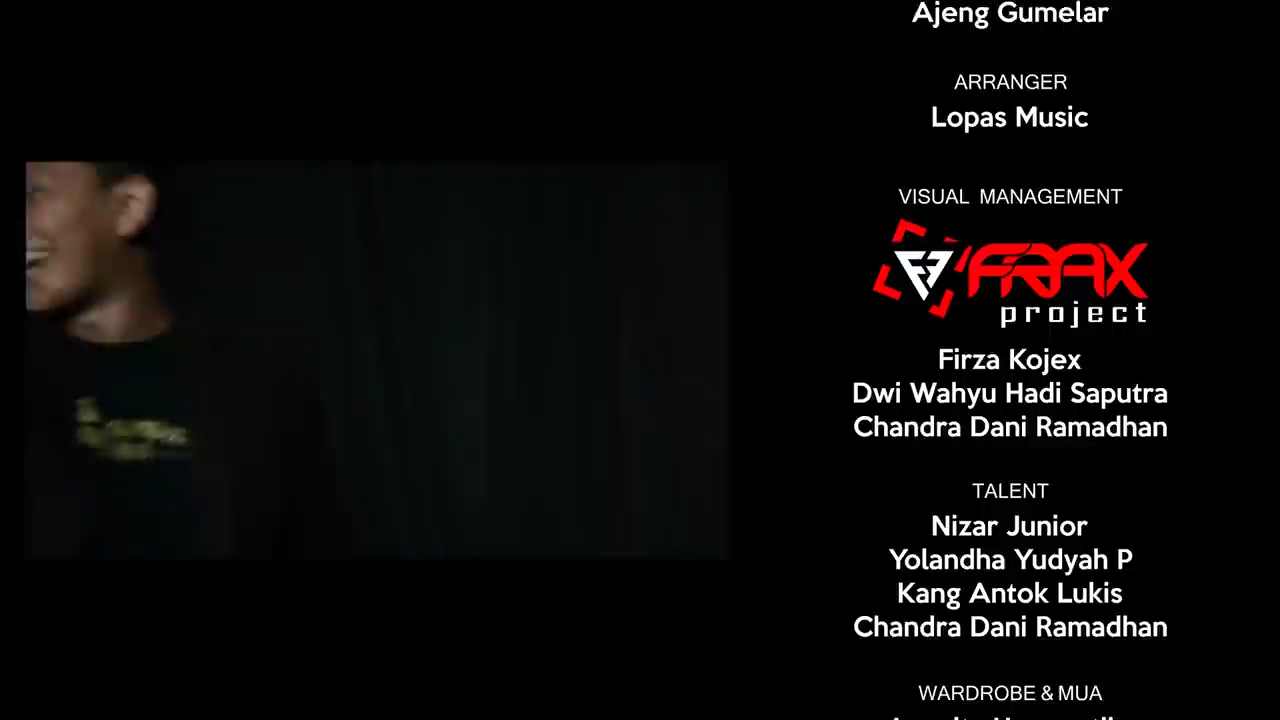 Ajeng Gumelar
ARRANGER
Lopas Music
VISUAL MANAGEMENT
FRAX
project
Firza Kojex
Dwi Wahyu Hadi Saputra
Chandra Dani Ramadhan
TALENT
Nizar Junior
Yolandha Yudyah P
Kang Antok Lukis
Chandra Dani Ramadhan
WARDROBE & MUA